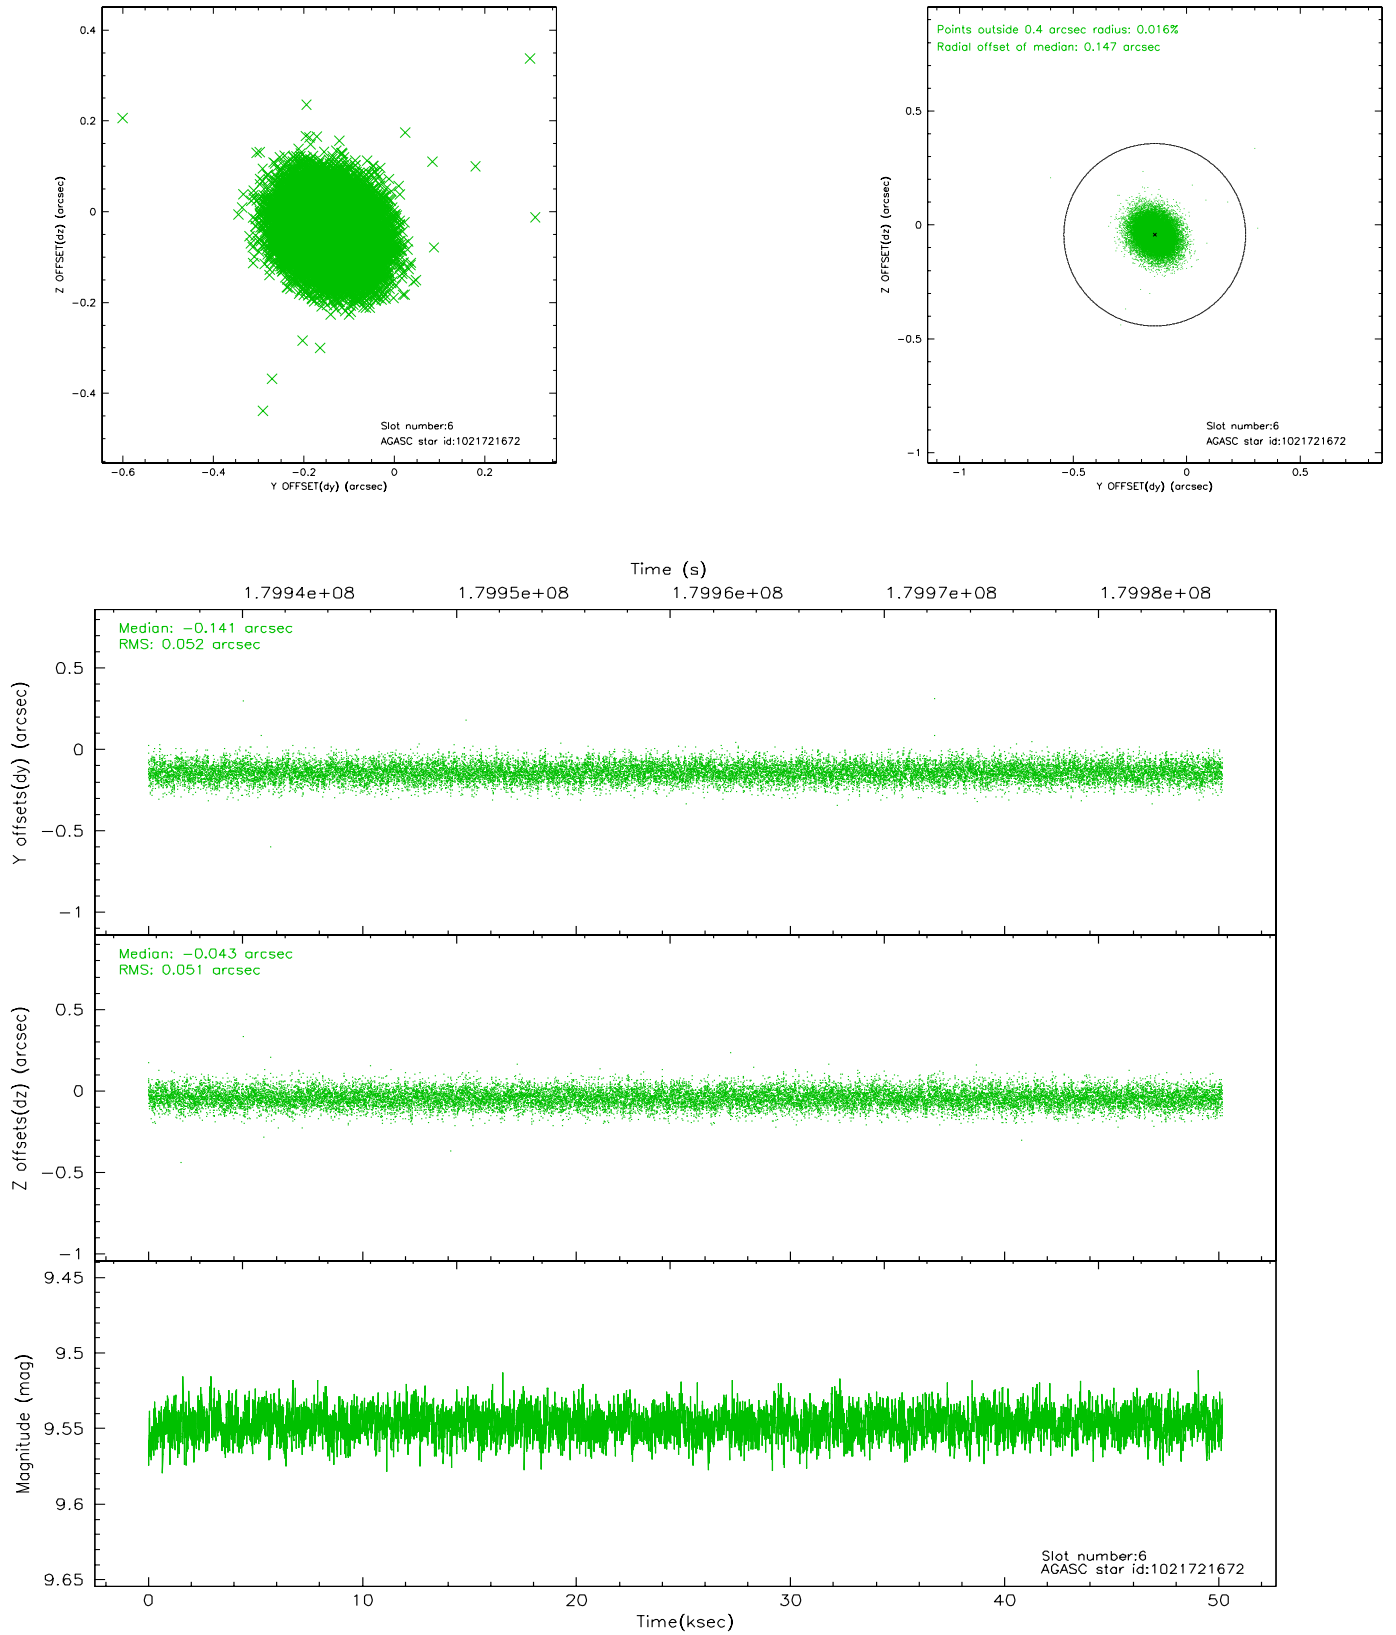 0.4
0.2
0
-0.2
-0.4
Z OFFSET(dz) (arcsec)
Slot number:6
AGASC star id:1021721672
-0.6 -0.4 -0.2 0 0.2
Y OFFSET(dy) (arcsec)
Points outside 0.4 arcsec radius: 0.016%
Radial offset of median: 0.147 arcsec
0.5
0
-0.5
-1
Z OFFSET(dz) (arcsec)
Slot number:6
AGASC star id:1021721672
-1 -0.5 0 0.5
Y OFFSET(dy) (arcsec)
Time (s)
1.7994e+08 1.7995e+08 1.7996e+08 1.7997e+08 1.7998e+08
Median: -0.141 arcsec
RMS: 0.052 arcsec
0.5
0
-0.5
-1
Y offsets(dy) (arcsec)
Median: -0.043 arcsec
RMS: 0.051 arcsec
0.5
0
-0.5
-1
Z offsets(dz) (arcsec)
9.45
9.5
9.55
9.6
9.65
Magnitude (mag)
Slot number:6
AGASC star id:1021721672
0 10 20 30 40 50
Time(ksec)